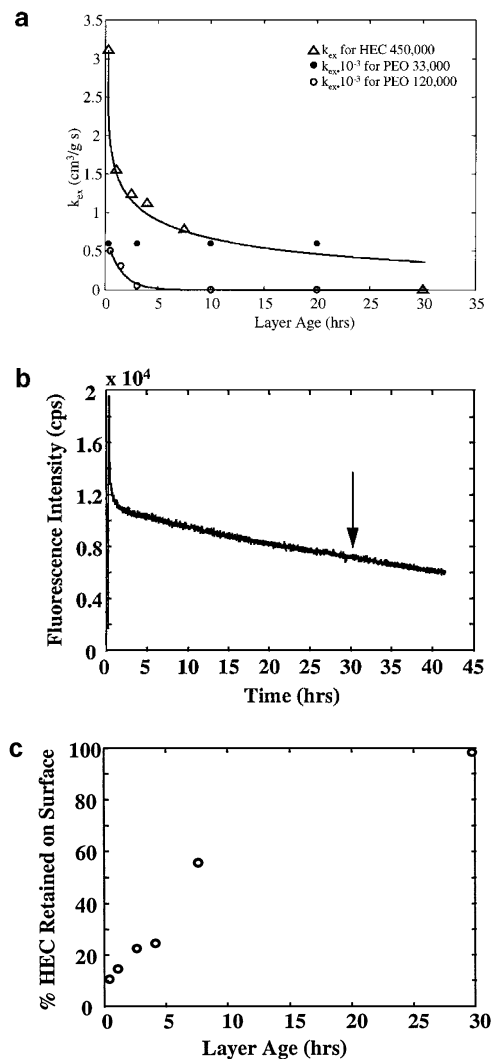 a
3.5
3
2.5
2
1.5
1
0.5
0
k_ex (cm³/g s)
k_ex for HEC 450,000
k_ex.10⁻³ for PEO 33,000
k_ex.10⁻³ for PEO 120,000
0 5 10 15 20 25 30 35
Layer Age (hrs)
b
x 10⁴
2
1.6
1.2
0.8
0.4
0
Fluorescence Intensity (cps)
0 5 10 15 20 25 30 35 40 45
Time (hrs)
c
100
80
60
40
20
0
% HEC Retained on Surface
0 5 10 15 20 25 30
Layer Age (hrs)